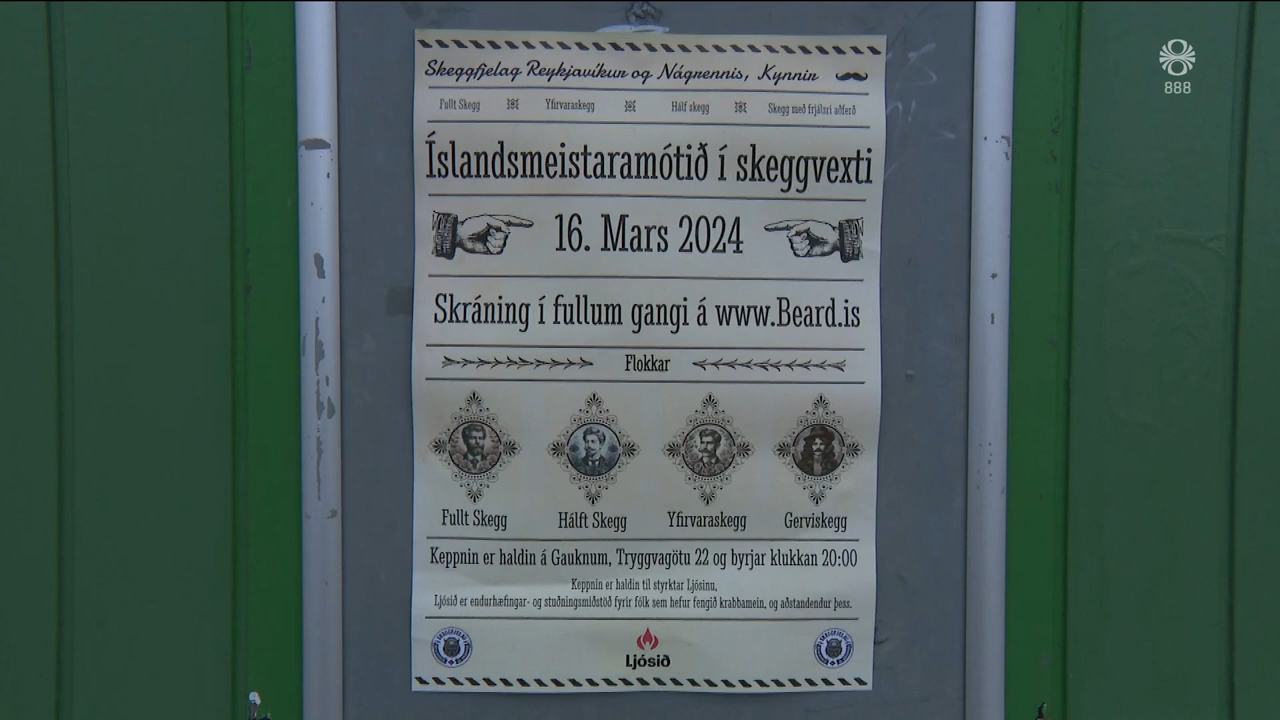 Skeggfjelag Reykjavíkur og Nágrennis, Kynnir
Fullt Skegg Yfirvaraskegg Hálf skegg Skegg með frjálsri aðferð
Íslandsmeistaramótið í skeggvexti
16. Mars 2024
Skráning í fullum gangi á www.Beard.is
Flokkar
Fullt Skegg Hálft Skegg Yfirvaraskegg Gerviskegg
Keppnin er haldin á Gauknum, Tryggvagötu 22 og byrjar klukkan 20:00
Keppnin er haldin til styrktar Ljósinu,
Ljósið er endurhæfingar- og stuðningsmiðstöð fyrir fólk sem hefur fengið krabbamein, og aðstandendur þess.
Ljósið
888